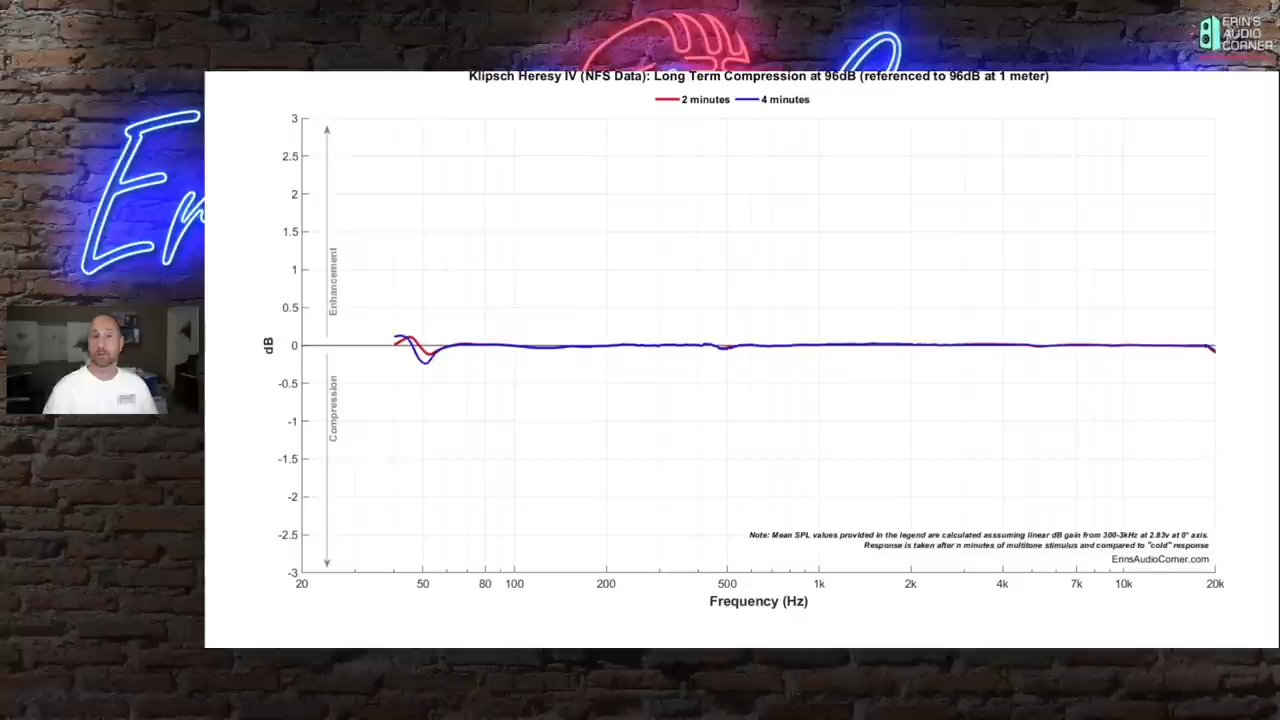 ERIN'S
AUDIO
CORNER
Klipsch Heresy IV (NFS Data): Long Term Compression at 96dB (referenced to 96dB at 1 meter)
2 minutes 4 minutes
3
2.5
2
1.5
1
0.5
0
-0.5
-1
-1.5
-2
-2.5
-3
dB
Enhancement
Compression
Er
Note: Mean SPL values provided in the legend are calculated asssuming linear dB gain from 300-3kHz at 2.83v at 0° axis.
Response is taken after n minutes of multitone stimulus and compared to "cold" response
ErinsAudioCorner.com
20 50 80 100 200 500 1k 2k 4k 7k 10k 20k
Frequency (Hz)